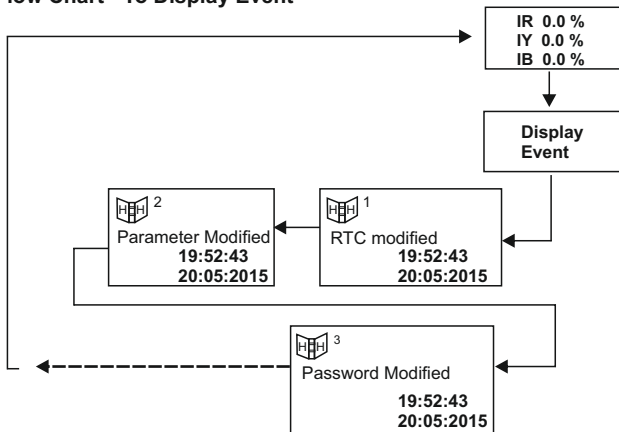 low Chart - To Display Event
IR 0.0 %
IY 0.0 %
IB 0.0 %
Display
Event
H H 1
RTC modified
19:52:43
20:05:2015
H H 2
Parameter Modified
19:52:43
20:05:2015
H H 3
Password Modified
19:52:43
20:05:2015